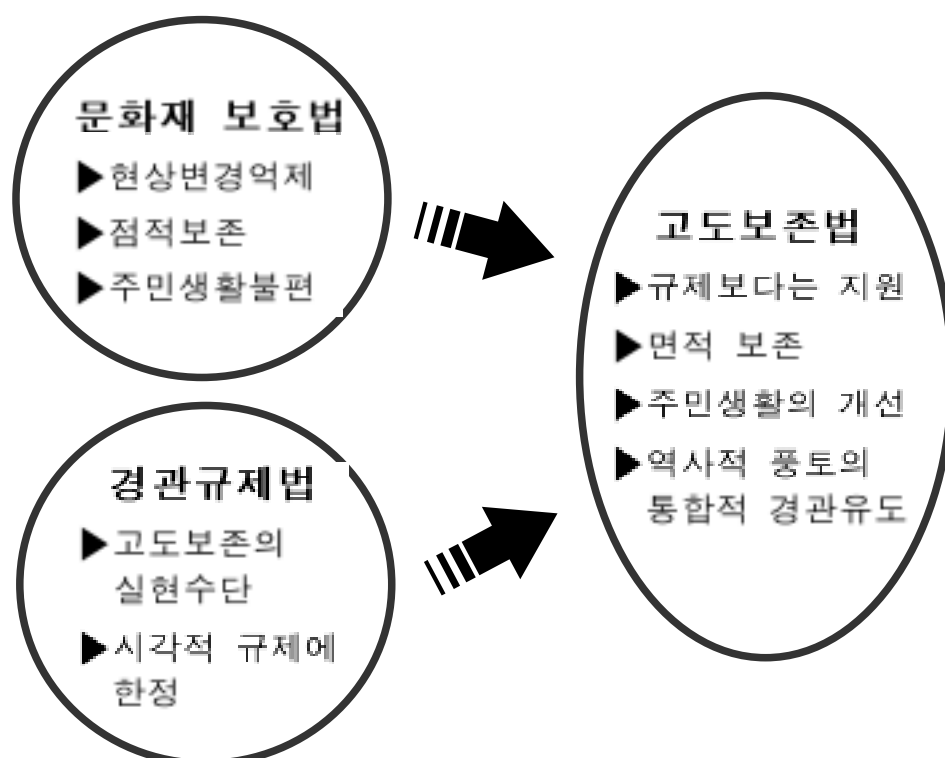 문화재 보호법
▶현상변경억제
▶점적보존
▶주민생활불편
경관규제법
▶고도보존의
실현수단
▶시각적 규제에
한정
고도보존법
▶규제보다는 지원
▶면적 보존
▶주민생활의 개선
▶역사적 풍토의
통합적 경관유도